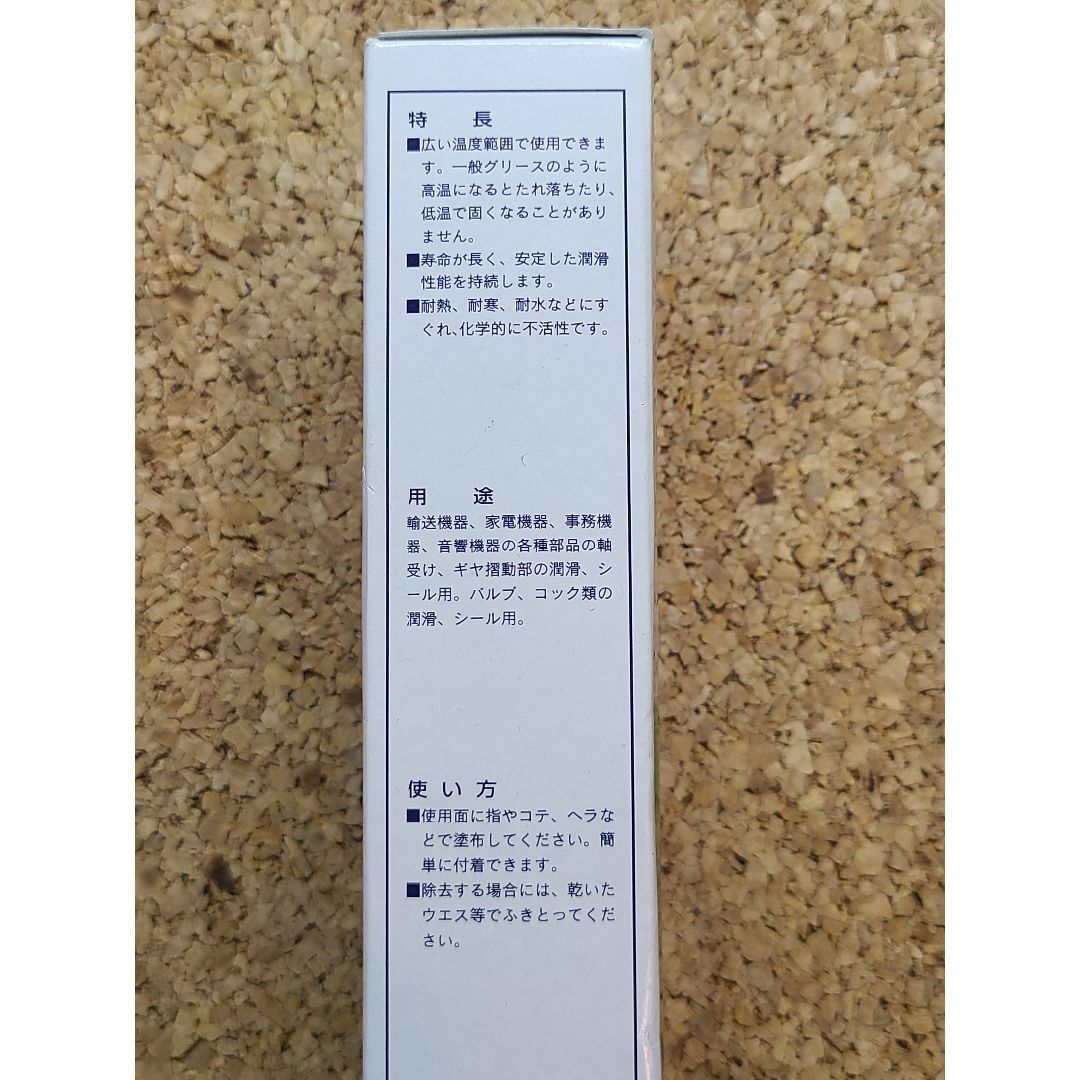 特　長
■広い温度範囲で使用できま
す。一般グリースのように
高温になるとたれ落ちたり、
低温で固くなることがあり
ません。
■寿命が長く、安定した潤滑
性能を持続します。
■耐熱、耐寒、耐水などにす
ぐれ、化学的に不活性です。
用　途
輸送機器、家電機器、事務機
器、音響機器の各種部品の軸
受け、ギヤ摺動部の潤滑、シ
ール用。バルブ、コック類の
潤滑、シール用。
使い方
■使用面に指やコテ、ヘラな
どで塗布してください。簡
単に付着できます。
■除去する場合には、乾いた
ウエス等でふきとってくだ
さい。